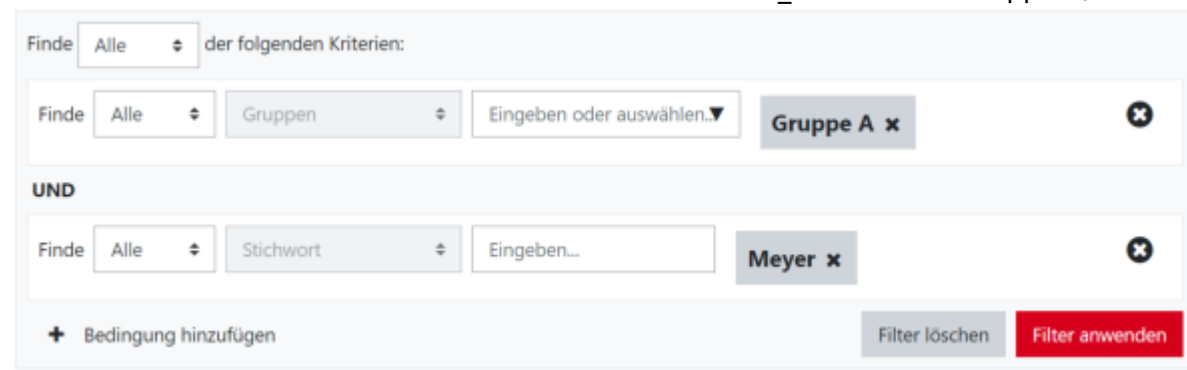 Finde Alle der folgenden Kriterien:
Finde Alle Gruppen Eingeben oder auswählen.. Gruppe A
UND
Finde Alle Stichwort Eingeben... Meyer
Bedingung hinzufügen Filter löschen Filter anwenden